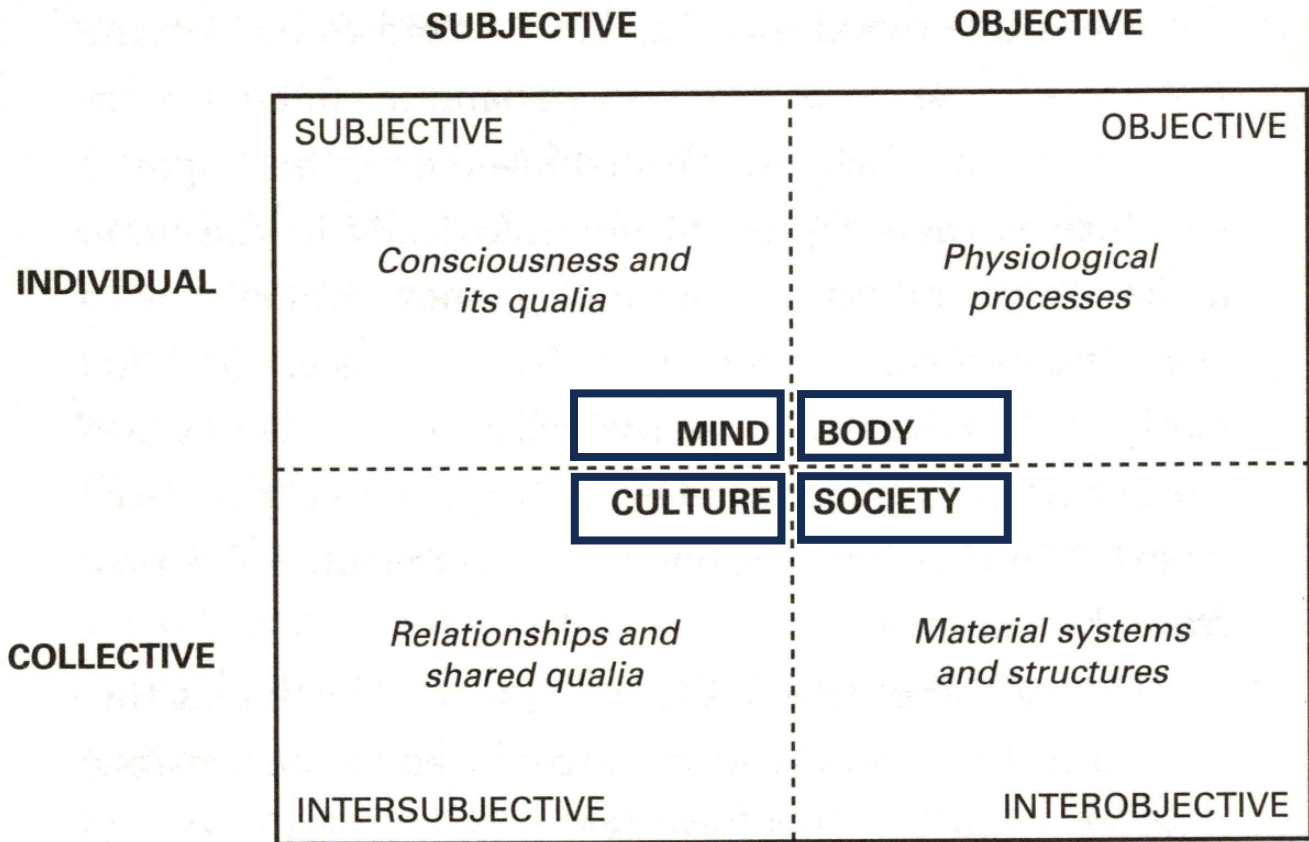 SUBJECTIVE OBJECTIVE
SUBJECTIVE OBJECTIVE
INDIVIDUAL
Consciousness and
its qualia
Physiological
processes
MIND BODY
CULTURE SOCIETY
COLLECTIVE
Relationships and
shared qualia
Material systems
and structures
INTERSUBJECTIVE INTEROBJECTIVE